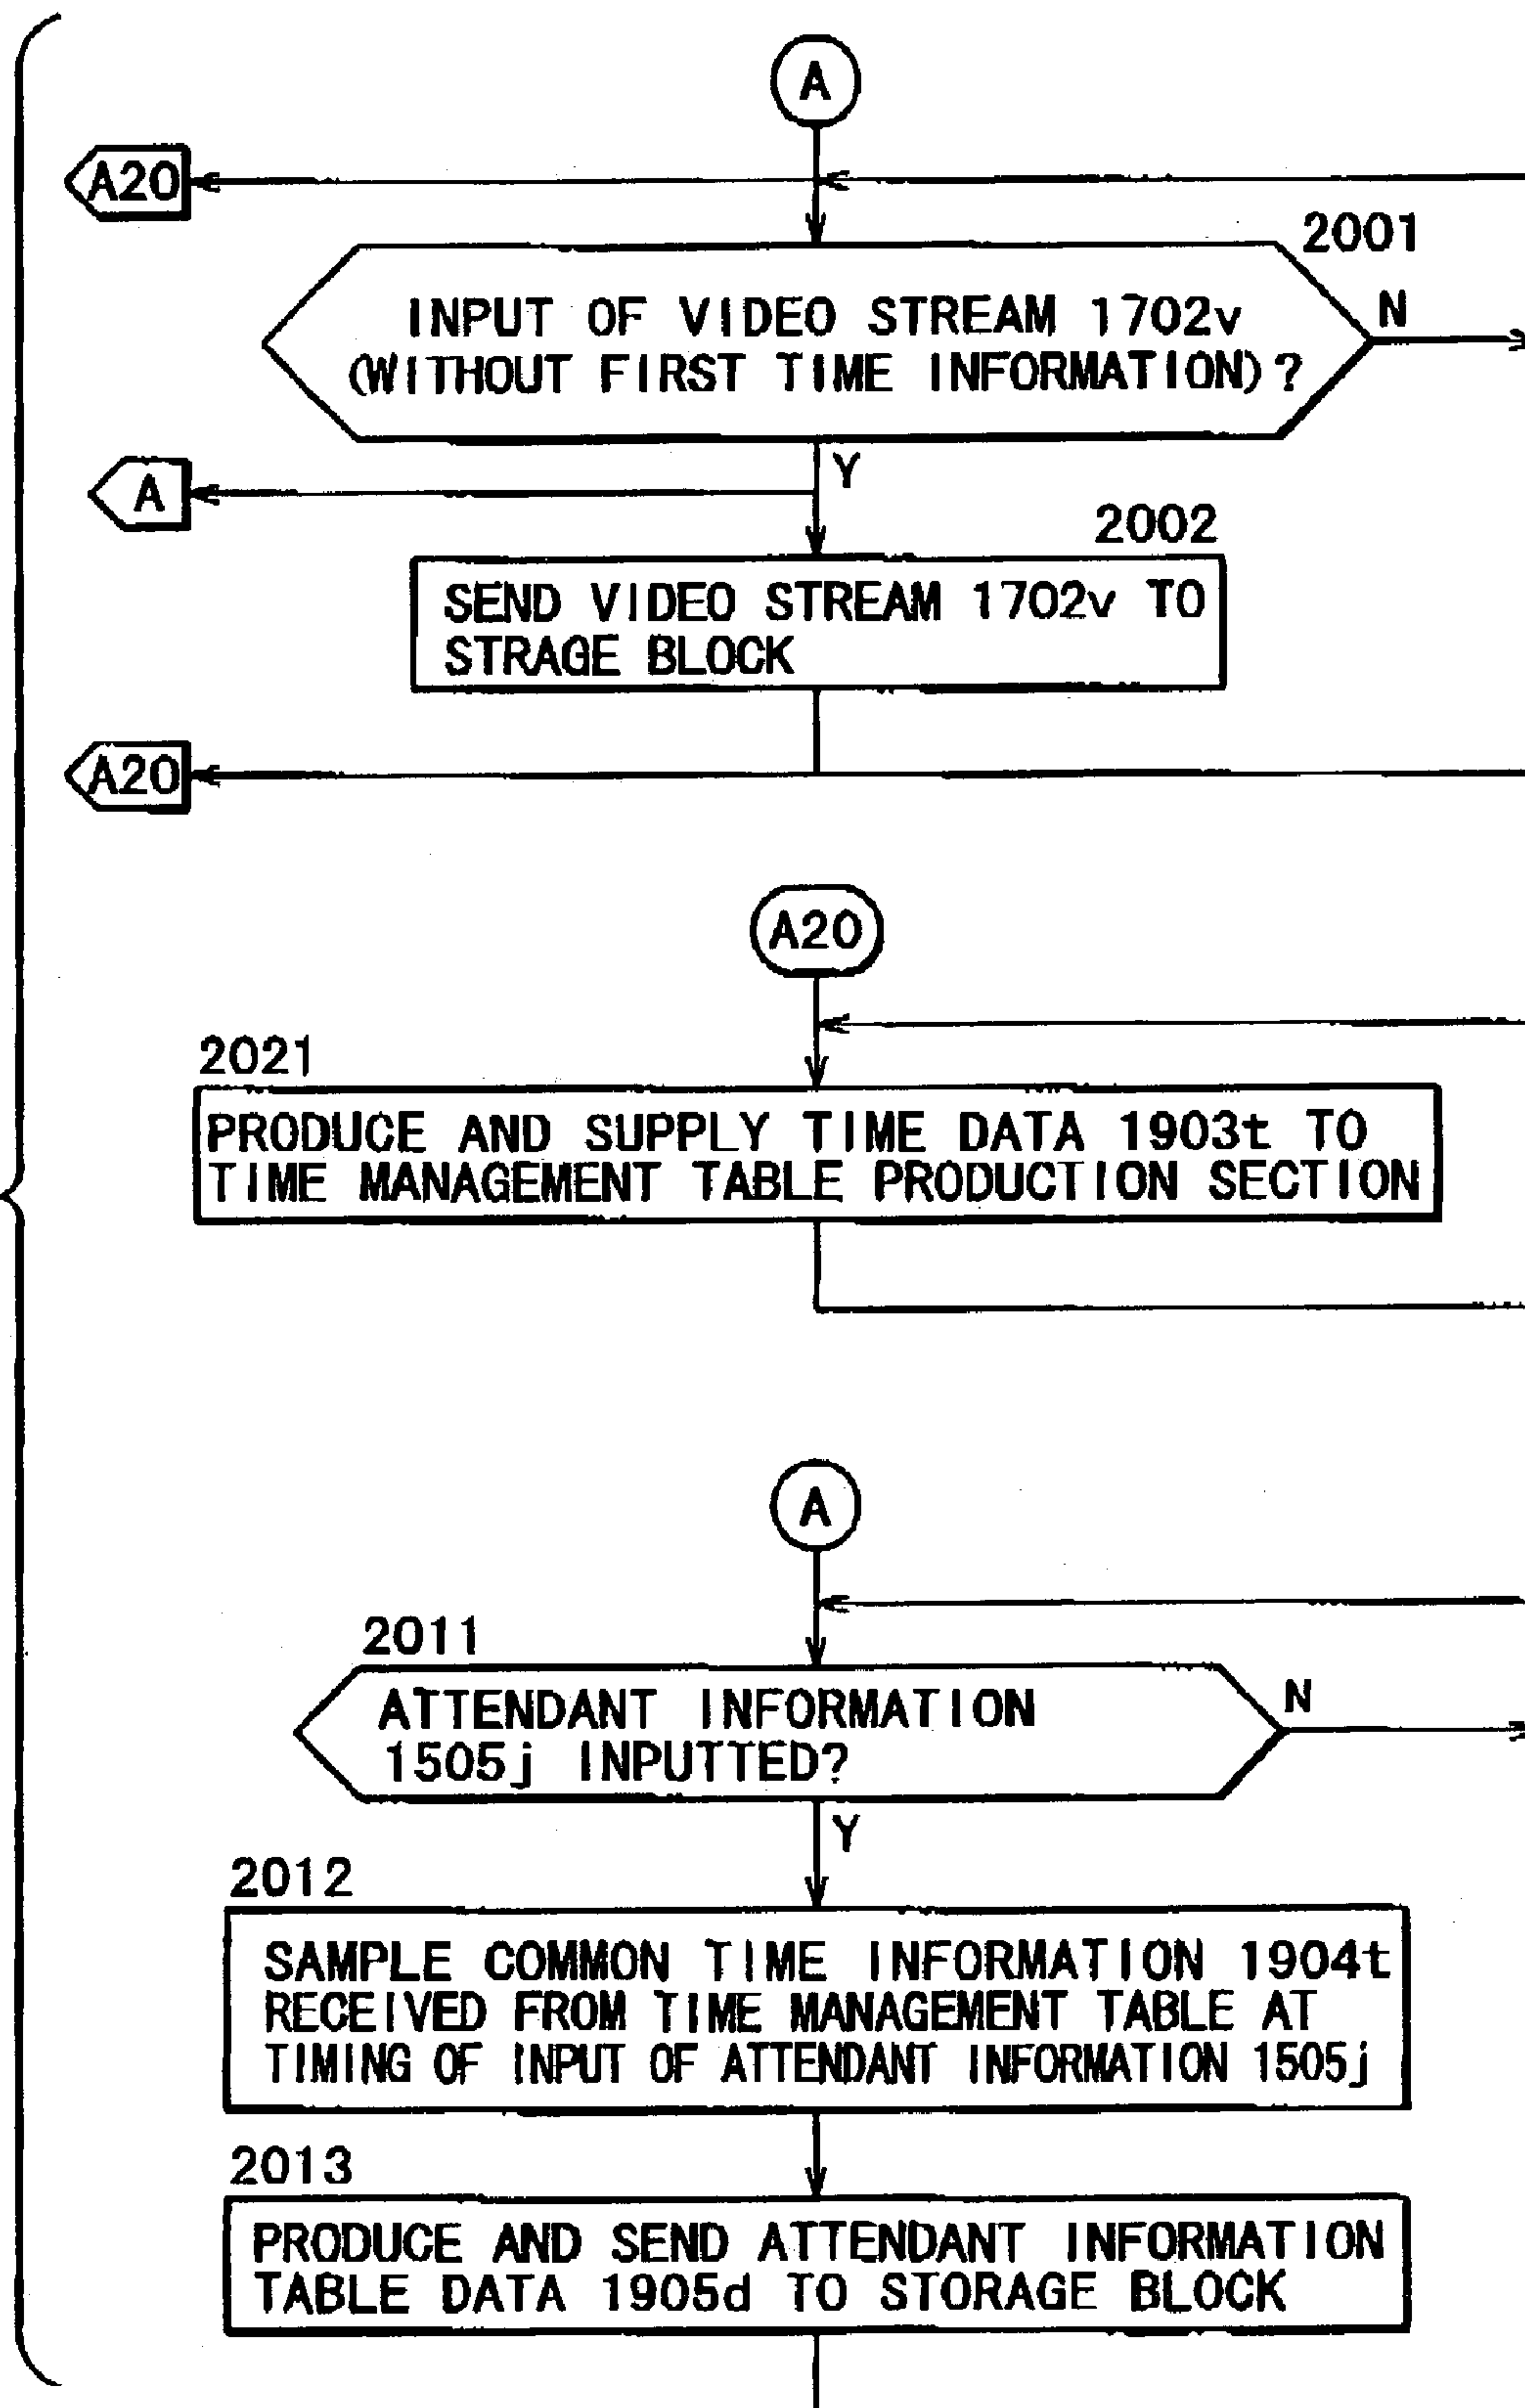 A
A20
2001
INPUT OF VIDEO STREAM 1702v
(WITHOUT FIRST TIME INFORMATION)?
N
Y
A
2002
SEND VIDEO STREAM 1702v TO
STRAGE BLOCK
A20
A20
2021
PRODUCE AND SUPPLY TIME DATA 1903t TO
TIME MANAGEMENT TABLE PRODUCTION SECTION
A
2011
ATTENDANT INFORMATION
1505j INPUTTED?
N
Y
2012
SAMPLE COMMON TIME INFORMATION 1904t
RECEIVED FROM TIME MANAGEMENT TABLE AT
TIMING OF INPUT OF ATTENDANT INFORMATION 1505j
2013
PRODUCE AND SEND ATTENDANT INFORMATION
TABLE DATA 1905d TO STORAGE BLOCK